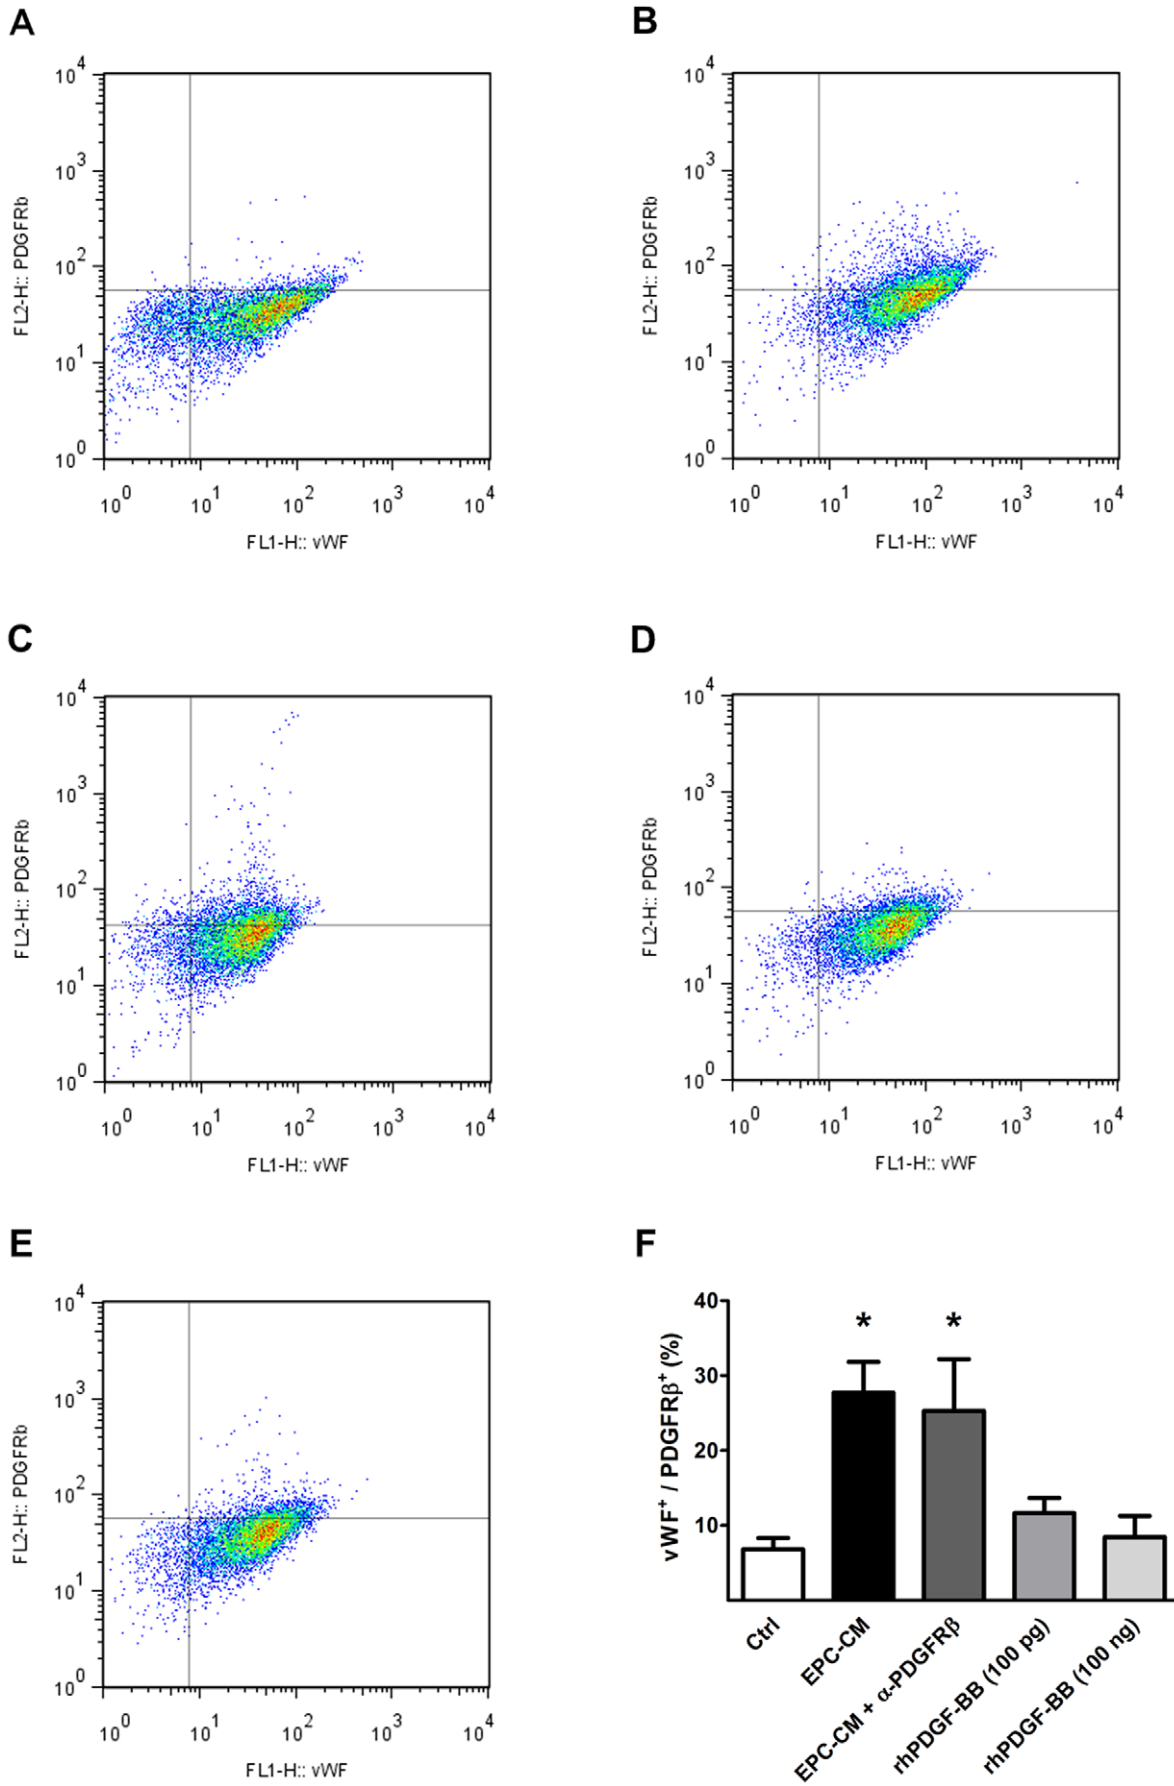 A
10^4
10^3
10^2
10^1
10^0
FL2-H:: PDGFRb
10^0 10^1 10^2 10^3 10^4
FL1-H:: vWF
B
10^4
10^3
10^2
10^1
10^0
FL2-H:: PDGFRb
10^0 10^1 10^2 10^3 10^4
FL1-H:: vWF
C
10^4
10^3
10^2
10^1
10^0
FL2-H:: PDGFRb
10^0 10^1 10^2 10^3 10^4
FL1-H:: vWF
D
10^4
10^3
10^2
10^1
10^0
FL2-H:: PDGFRb
10^0 10^1 10^2 10^3 10^4
FL1-H:: vWF
E
10^4
10^3
10^2
10^1
10^0
FL2-H:: PDGFRb
10^0 10^1 10^2 10^3 10^4
FL1-H:: vWF
F
40
30
20
10
vWF⁺ / PDGFRβ⁺ (%)
* *
Ctrl
EPC-CM
EPC-CM + α-PDGFRβ
rhPDGF-BB (100 pg)
rhPDGF-BB (100 ng)